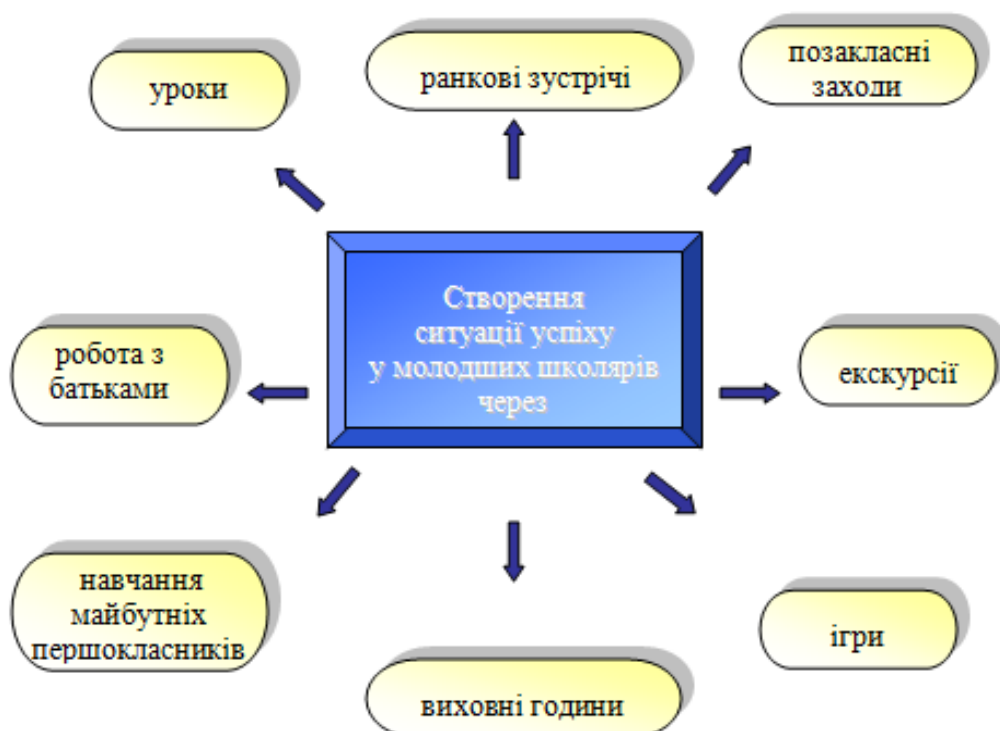 уроки
ранкові зустрічі
позакласні
заходи
Створення
ситуації успіху
у молодших школярів
через
робота з
батьками
екскурсії
навчання
майбутніх
першокласників
ігри
виховні години